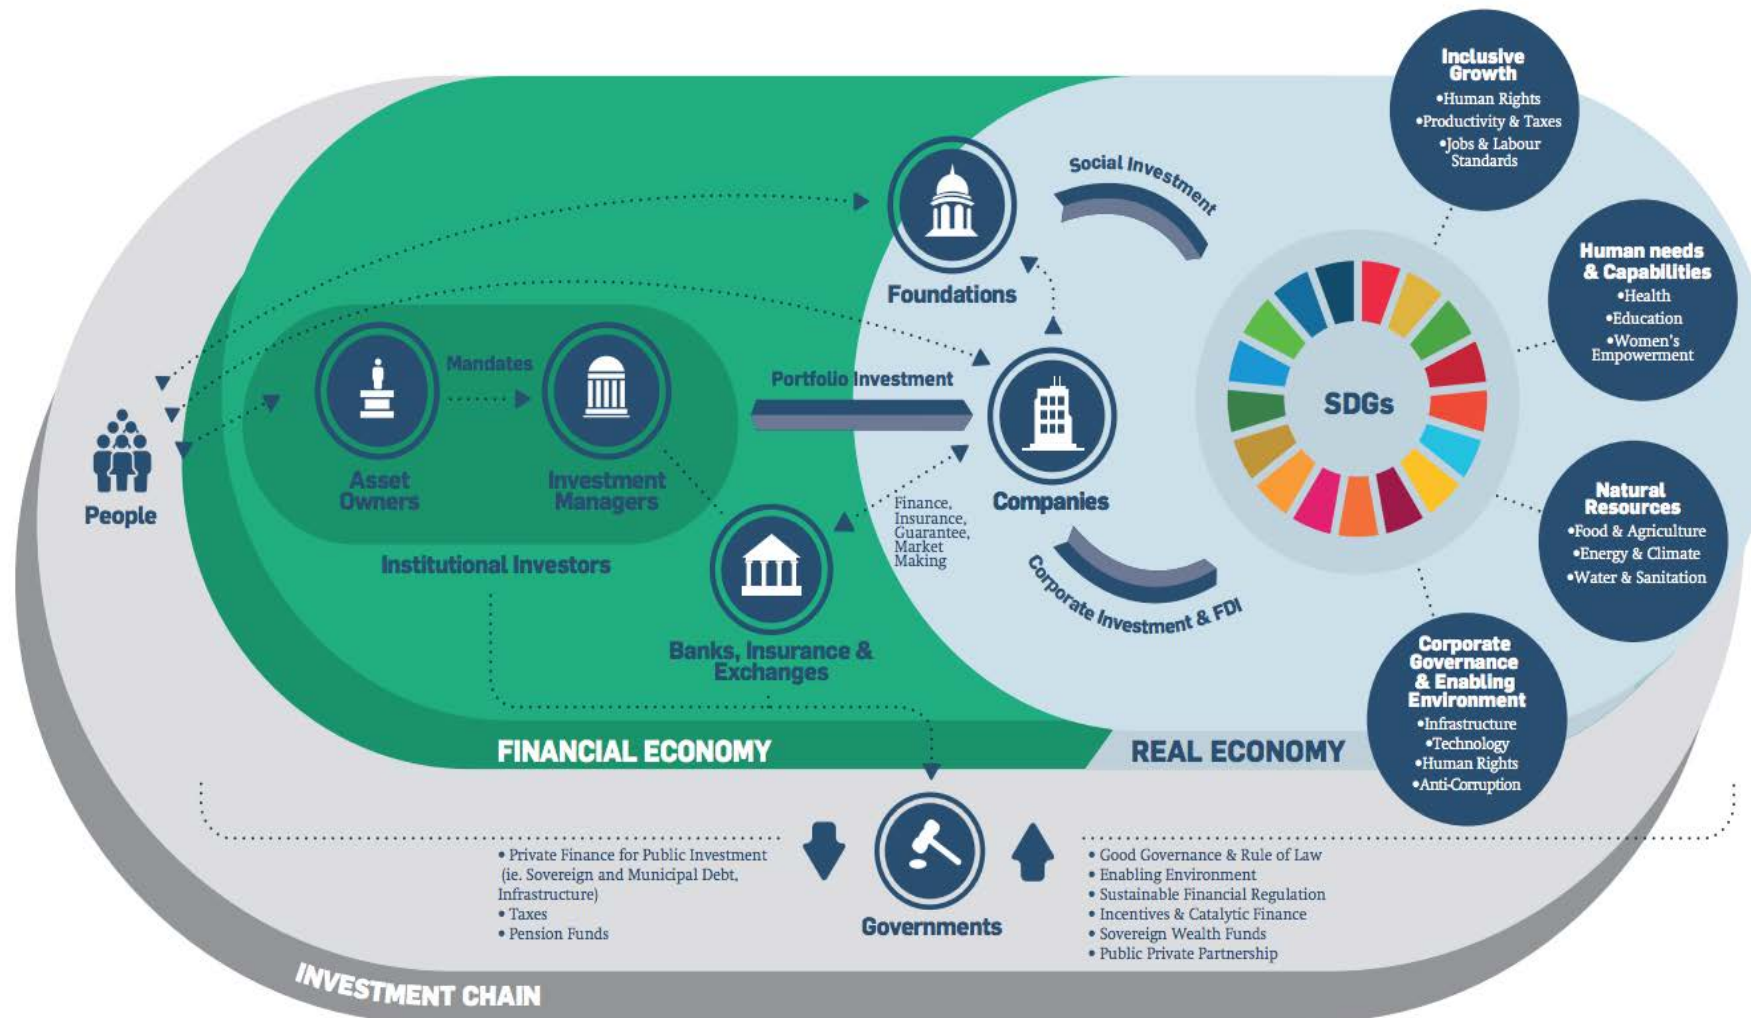 Inclusive
Growth
•Human Rights
•Productivity & Taxes
•Jobs & Labour
Standards
Human needs
& Capabilities
•Health
•Education
•Women's
Empowerment
Natural
Resources
•Food & Agriculture
•Energy & Climate
•Water & Sanitation
Corporate
Governance
& Enabling
Environment
•Infrastructure
•Technology
•Human Rights
•Anti-Corruption
Social Investment
Foundations
Mandates
Portfolio Investment
SDGs
People
Asset
Owners
Investment
Managers
Institutional Investors
Companies
Finance,
Insurance,
Guarantee,
Market
Making
Corporate Investment & FDI
Banks, Insurance &
Exchanges
FINANCIAL ECONOMY
REAL ECONOMY
• Private Finance for Public Investment
(ie. Sovereign and Municipal Debt,
Infrastructure)
• Taxes
• Pension Funds
Governments
• Good Governance & Rule of Law
• Enabling Environment
• Sustainable Financial Regulation
• Incentives & Catalytic Finance
• Sovereign Wealth Funds
• Public Private Partnership
INVESTMENT CHAIN